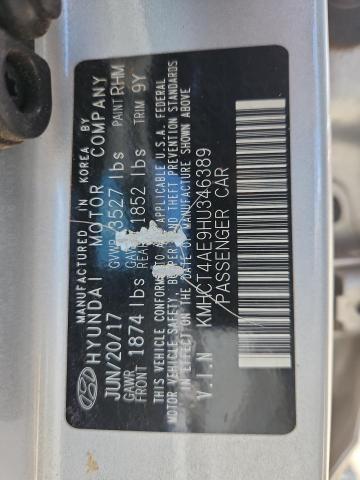 MANUFACTURED IN KOREA BY
HYUNDAI MOTOR COMPANY
JUN/20/17 GVWR 3527 lbs PAINT RHM
GAWR FRONT 1874 lbs GAWR REAR 1852 lbs TRIM 9Y
THIS VEHICLE CONFORMS TO APPLICABLE U.S.A. FEDERAL
MOTOR VEHICLE SAFETY, BUMPER AND THEFT PREVENTION STANDARDS
IN EFFECT ON THE DATE OF MANUFACTURE SHOWN ABOVE
V.I.N KMHCT4AE9HU346389
PASSENGER CAR